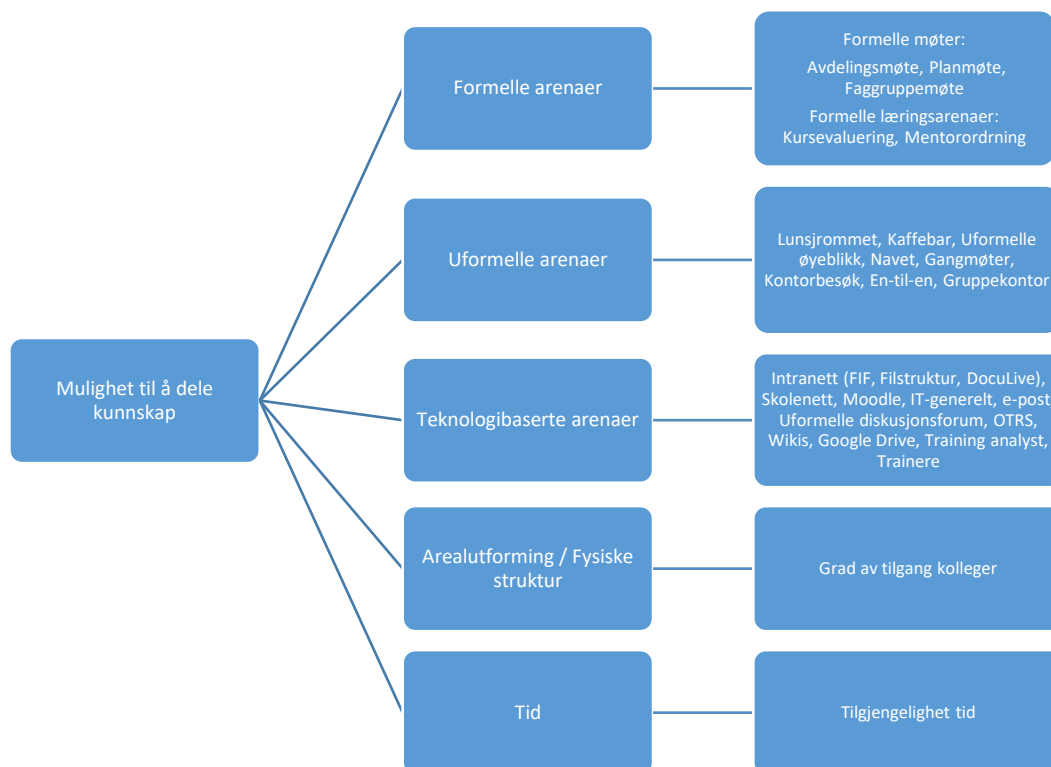 Formelle møter:
Avdelingsmøte, Planmøte,
Faggruppemøte
Formelle læringsarenaer:
Kursevaluering, Mentorordrning
Formelle arenaer
Lunsjrommet, Kaffebar, Uformelle
øyeblikk, Navet, Gangmøter,
Kontorbesøk, En-til-en, Gruppekontor
Uformelle arenaer
Mulighet til å dele
kunnskap
Intranett (FIF, Filstruktur, DocuLive),
Skolenett, Moodle, IT-generelt, e-post,
Uformelle diskusjonsforum, OTRS,
Wikis, Google Drive, Training analyst,
Trainere
Teknologibaserte arenaer
Arealutforming / Fysiske
struktur
Grad av tilgang kolleger
Tid
Tilgjengelighet tid